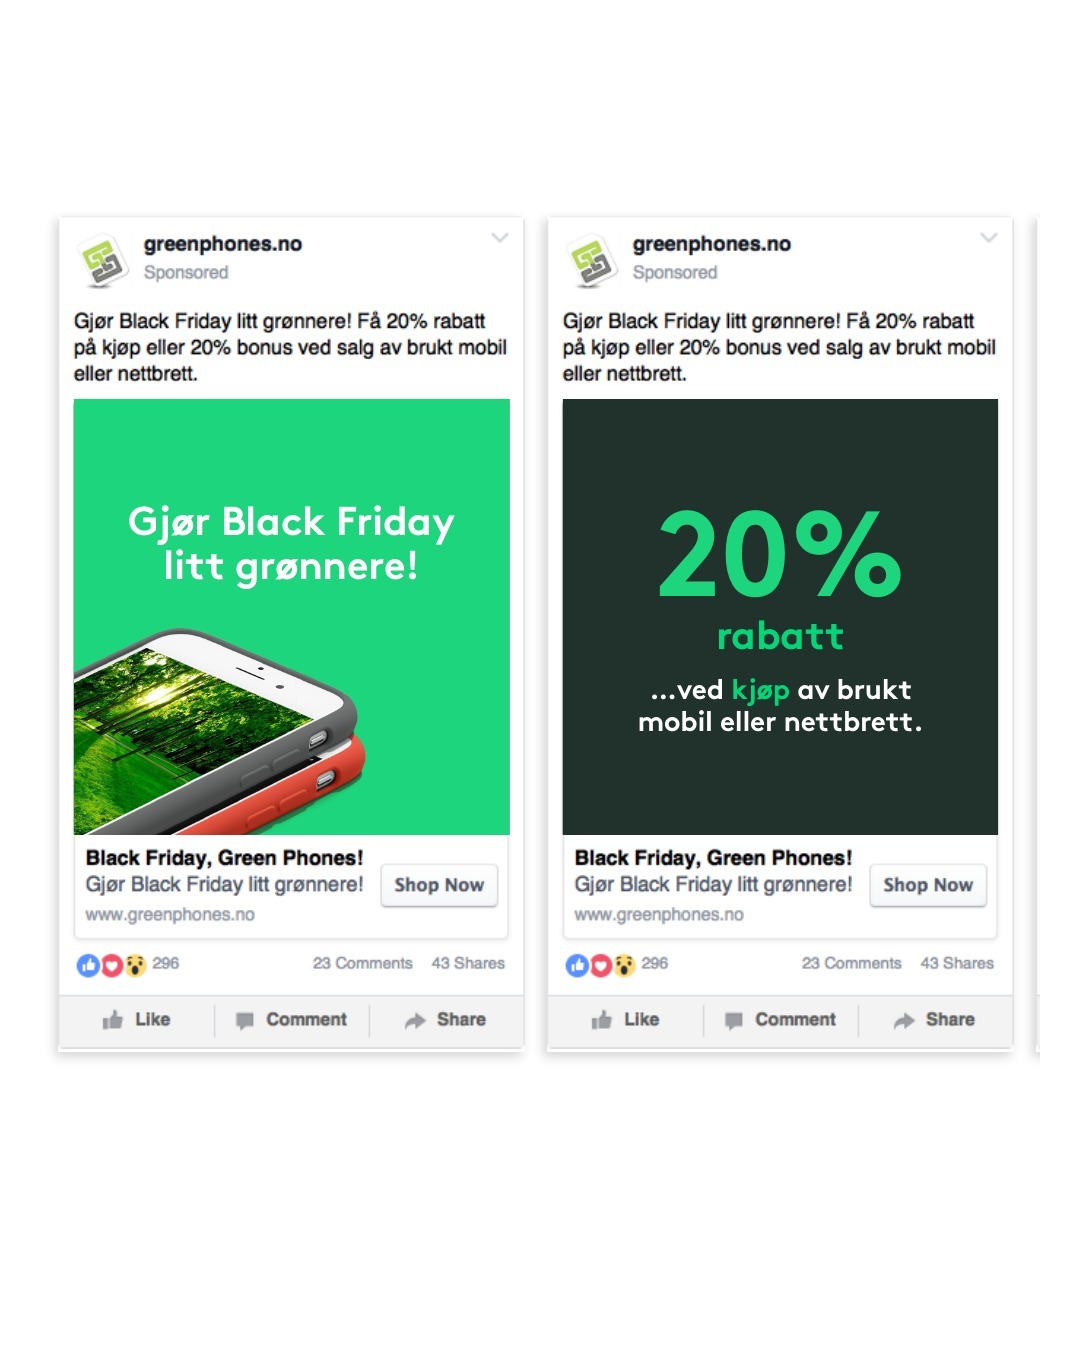 greenphones.no
Sponsored
Gjør Black Friday litt grønnere! Få 20% rabatt
på kjøp eller 20% bonus ved salg av brukt mobil
eller nettbrett.
Gjør Black Friday
litt grønnere!
Black Friday, Green Phones!
Gjør Black Friday litt grønnere!
www.greenphones.no
Shop Now
296
23 Comments 43 Shares
Like Comment Share
greenphones.no
Sponsored
Gjør Black Friday litt grønnere! Få 20% rabatt
på kjøp eller 20% bonus ved salg av brukt mobil
eller nettbrett.
20%
rabatt
...ved kjøp av brukt
mobil eller nettbrett.
Black Friday, Green Phones!
Gjør Black Friday litt grønnere!
www.greenphones.no
Shop Now
296
23 Comments 43 Shares
Like Comment Share